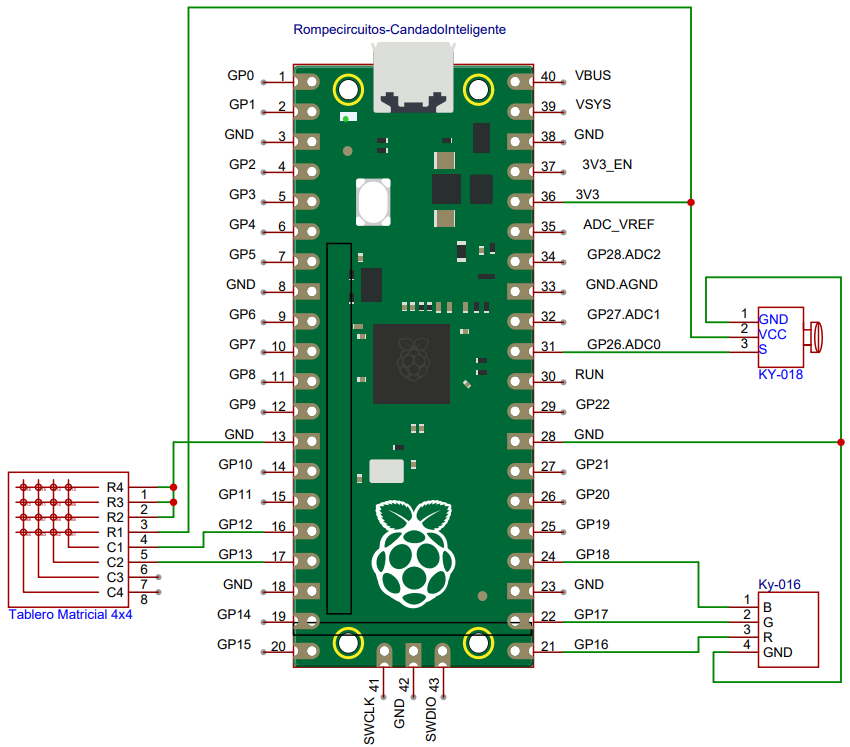 Rompecircuitos-CandadoInteligente
GP0 1
GP1 2
GND 3
GP2 4
GP3 5
GP4 6
GP5 7
GND 8
GP6 9
GP7 10
GP8 11
GP9 12
GND 13
GP10 14
GP11 15
GP12 16
GP13 17
GND 18
GP14 19
GP15 20
40 VBUS
39 VSYS
38 GND
37 3V3_EN
36 3V3
35 ADC_VREF
34 GP28.ADC2
33 GND.AGND
32 GP27.ADC1
31 GP26.ADC0
30 RUN
29 GP22
28 GND
27 GP21
26 GP20
25 GP19
24 GP18
23 GND
22 GP17
21 GP16
SWCLK 41
GND 42
SWDIO 43
R4 1
R3 2
R2 3
R1 4
C1 5
C2 6
C3 7
C4 8
Tablero Matricial 4x4
1 GND
2 VCC
3 S
KY-018
Ky-016
1 B
2 G
3 R
4 GND